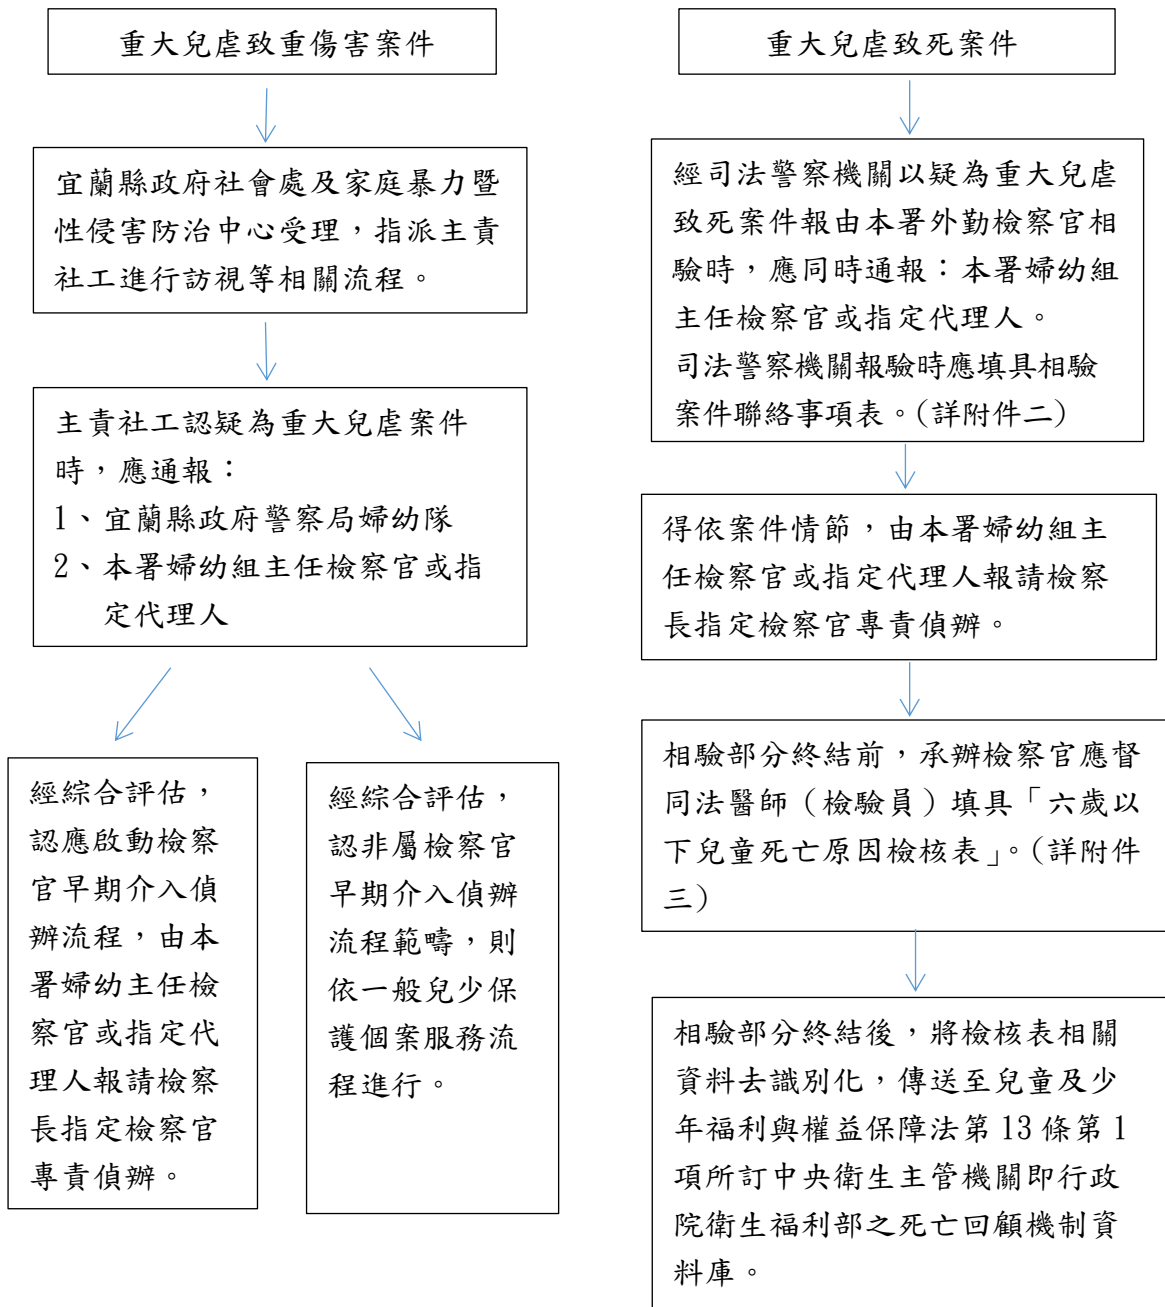 重大兒虐致重傷害案件
宜蘭縣政府社會處及家庭暴力暨
性侵害防治中心受理，指派主責
社工進行訪視等相關流程。
主責社工認疑為重大兒虐案件
時，應通報：
1、宜蘭縣政府警察局婦幼隊
2、本署婦幼組主任檢察官或指
定代理人
經綜合評估，
認應啟動檢察
官早期介入偵
辦流程，由本
署婦幼主任檢
察官或指定代
理人報請檢察
長指定檢察官
專責偵辦。
經綜合評估，
認非屬檢察官
早期介入偵辦
流程範疇，則
依一般兒少保
護個案服務流
程進行。
重大兒虐致死案件
經司法警察機關以疑為重大兒虐
致死案件報由本署外勤檢察官相
驗時，應同時通報：本署婦幼組
主任檢察官或指定代理人。
司法警察機關報驗時應填具相驗
案件聯絡事項表。(詳附件二)
得依案件情節，由本署婦幼組主
任檢察官或指定代理人報請檢察
長指定檢察官專責偵辦。
相驗部分終結前，承辦檢察官應督
同法醫師（檢驗員）填具「六歲以
下兒童死亡原因檢核表」。(詳附件
三)
相驗部分終結後，將檢核表相關
資料去識別化，傳送至兒童及少
年福利與權益保障法第 13 條第 1
項所訂中央衛生主管機關即行政
院衛生福利部之死亡回顧機制資
料庫。